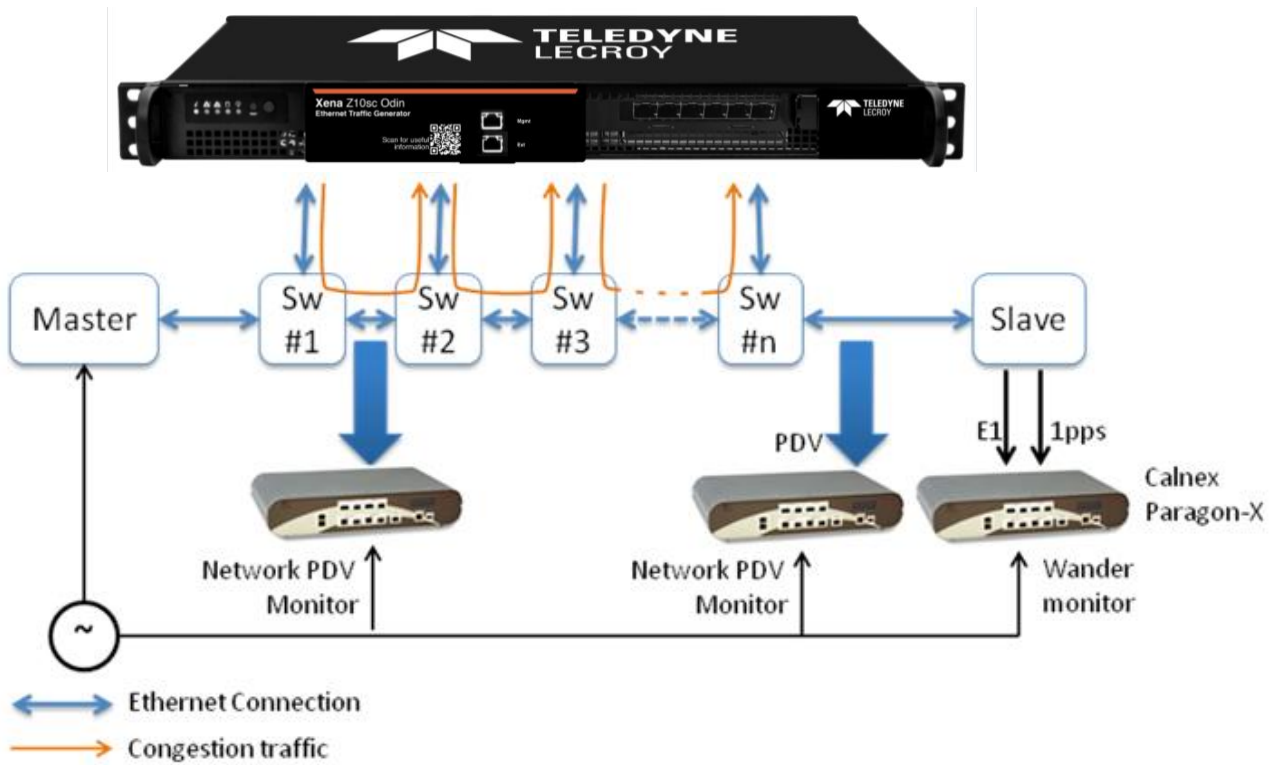 TELEDYNE
LECROY
Xena Z10sc Odin
Ethernet Traffic Generator
Mgmt
Scan for useful
information
Ext
TELEDYNE
LECROY
Master
Sw
#1
Sw
#2
Sw
#3
Sw
#n
Slave
PDV
E1
1pps
Calnex
Paragon-X
Network PDV
Monitor
Network PDV
Monitor
Wander
monitor
~
Ethernet Connection
Congestion traffic